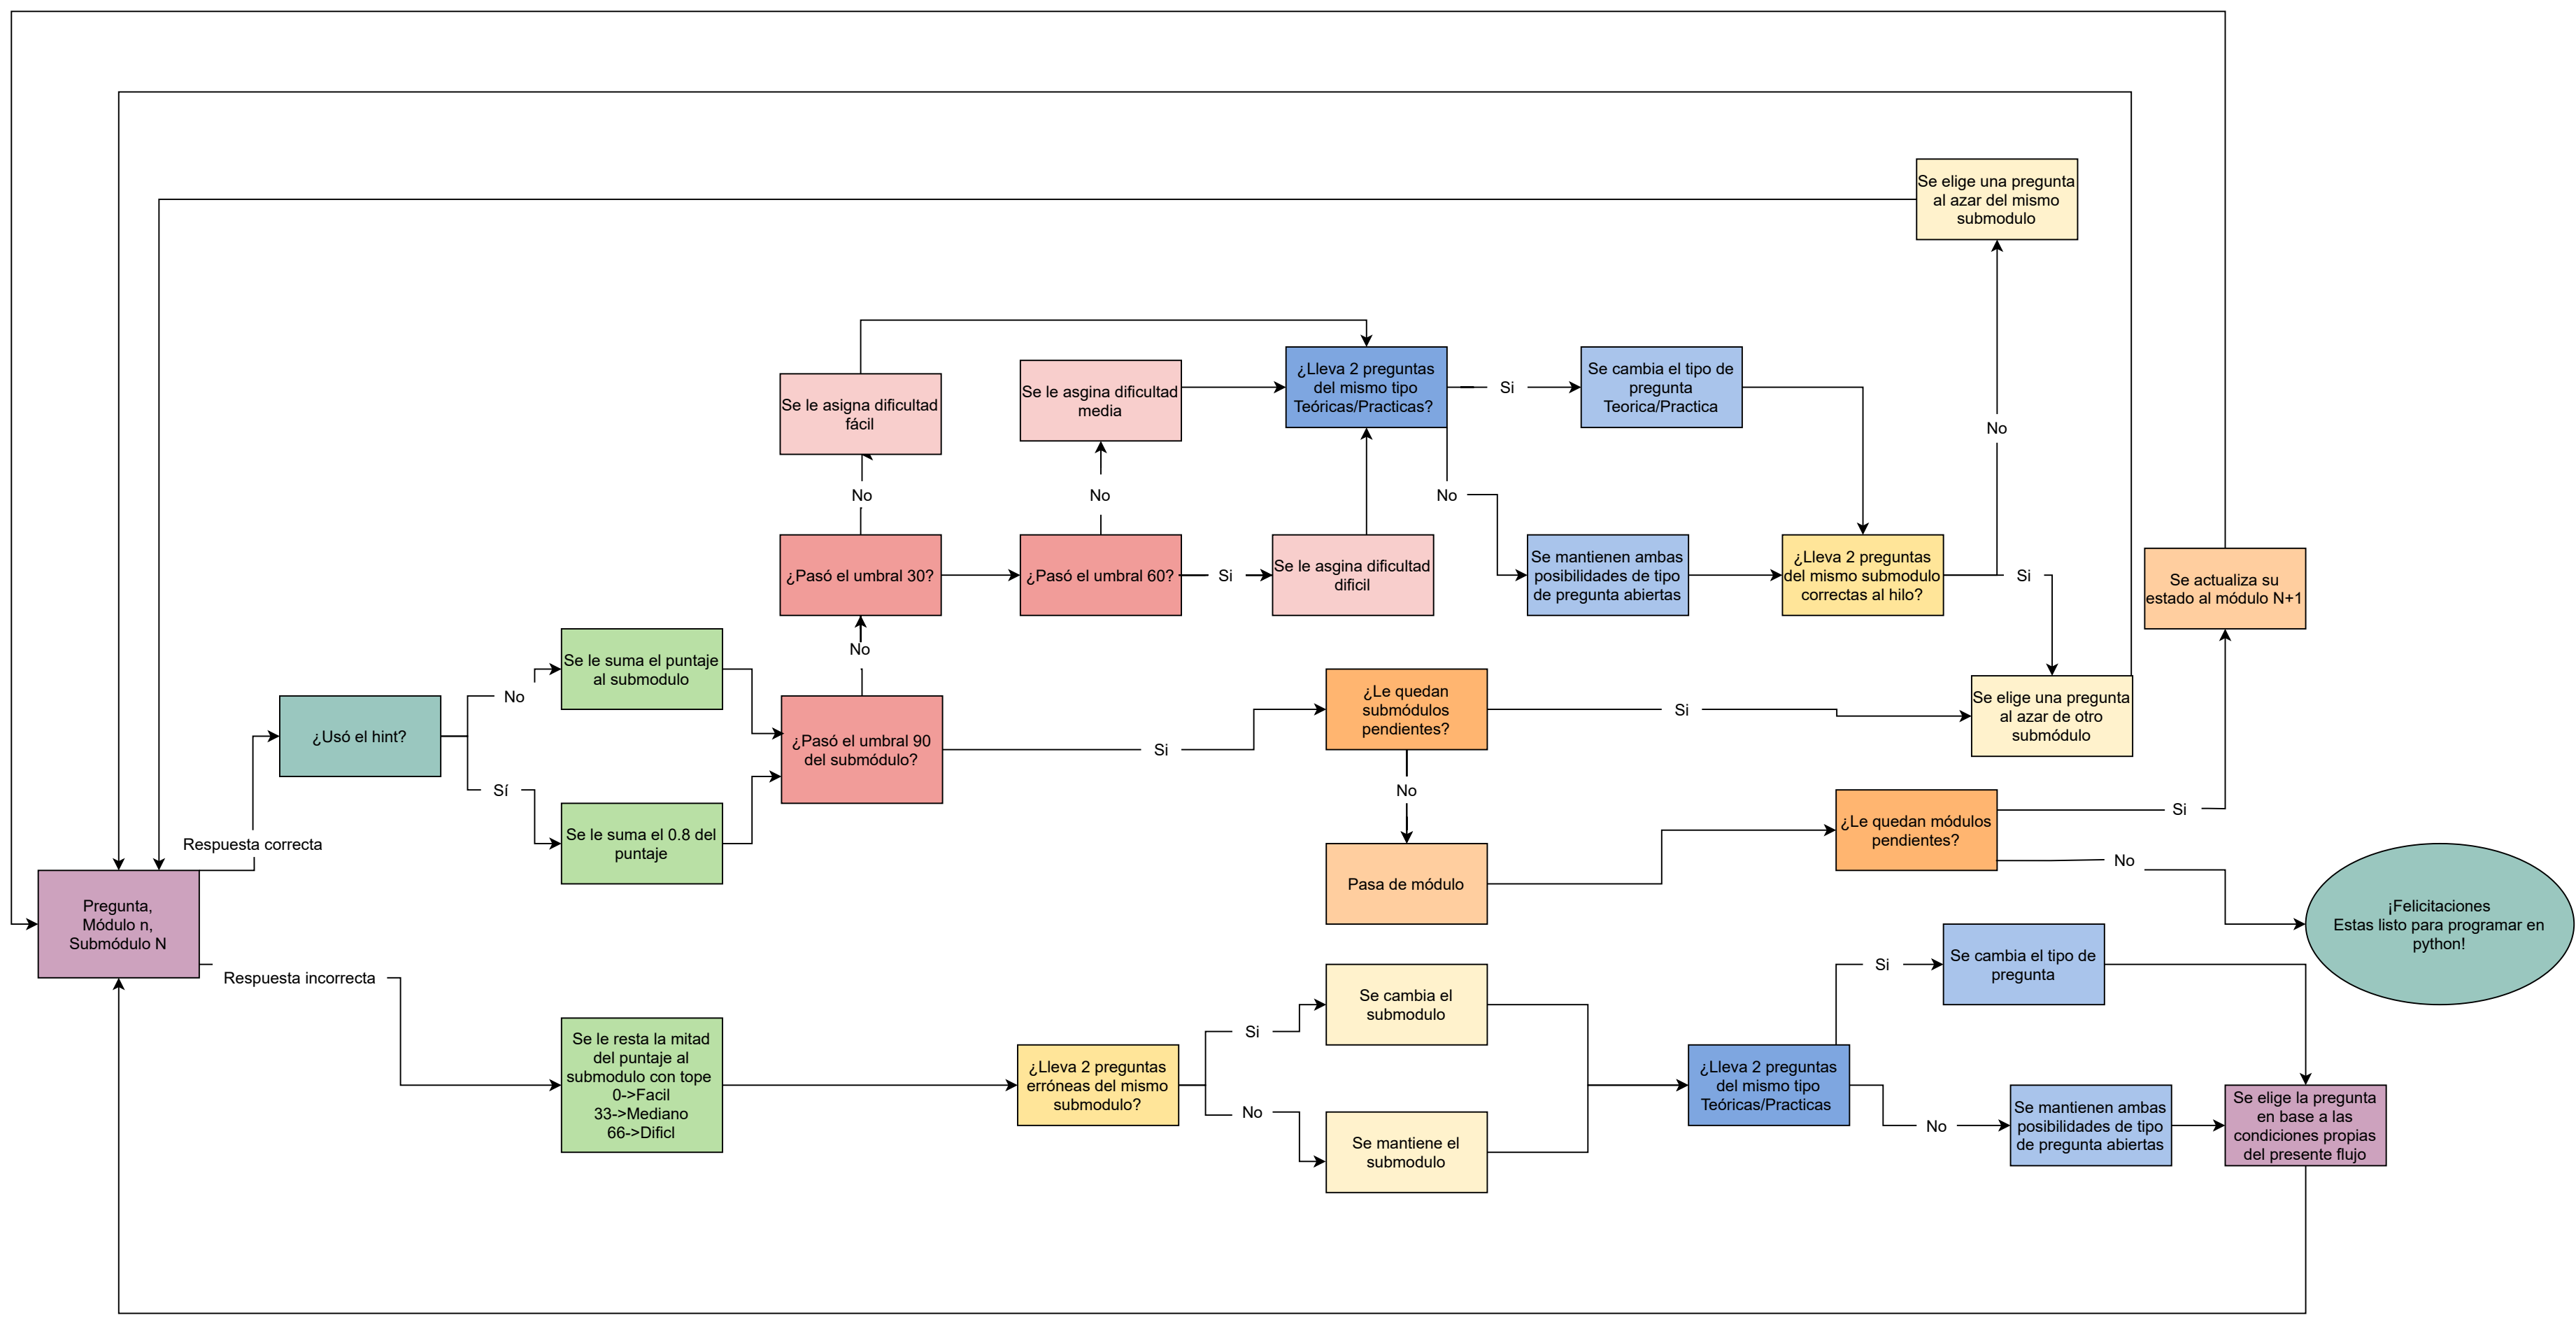 Se elige una pregunta
al azar del mismo
submodulo
¿Lleva 2 preguntas
del mismo tipo
Teóricas/Practicas?
Si
Se cambia el tipo de
pregunta
Teorica/Practica
Se le asigna dificultad
fácil
Se le asgina dificultad
media
No
No
No
No
¿Pasó el umbral 30?
¿Pasó el umbral 60?
Si
Se le asgina dificultad
dificil
Se mantienen ambas
posibilidades de tipo
de pregunta abiertas
¿Lleva 2 preguntas
del mismo submodulo
correctas al hilo?
Si
Se actualiza su
estado al módulo N+1
No
Se le suma el puntaje
al submodulo
No
¿Usó el hint?
Sí
Se le suma el 0.8 del
puntaje
¿Pasó el umbral 90
del submódulo?
Si
¿Le quedan
submódulos
pendientes?
Si
Se elige una pregunta
al azar de otro
submódulo
No
Pasa de módulo
¿Le quedan módulos
pendientes?
Si
No
¡Felicitaciones
Estas listo para programar en
python!
Respuesta correcta
Pregunta,
Módulo n,
Submódulo N
Respuesta incorrecta
Se le resta la mitad
del puntaje al
submodulo con tope
0->Facil
33->Mediano
66->Dificl
¿Lleva 2 preguntas
erróneas del mismo
submodulo?
Si
No
Se cambia el
submodulo
Se mantiene el
submodulo
¿Lleva 2 preguntas
del mismo tipo
Teóricas/Practicas
Si
Se cambia el tipo de
pregunta
No
Se mantienen ambas
posibilidades de tipo
de pregunta abiertas
Se elige la pregunta
en base a las
condiciones propias
del presente flujo